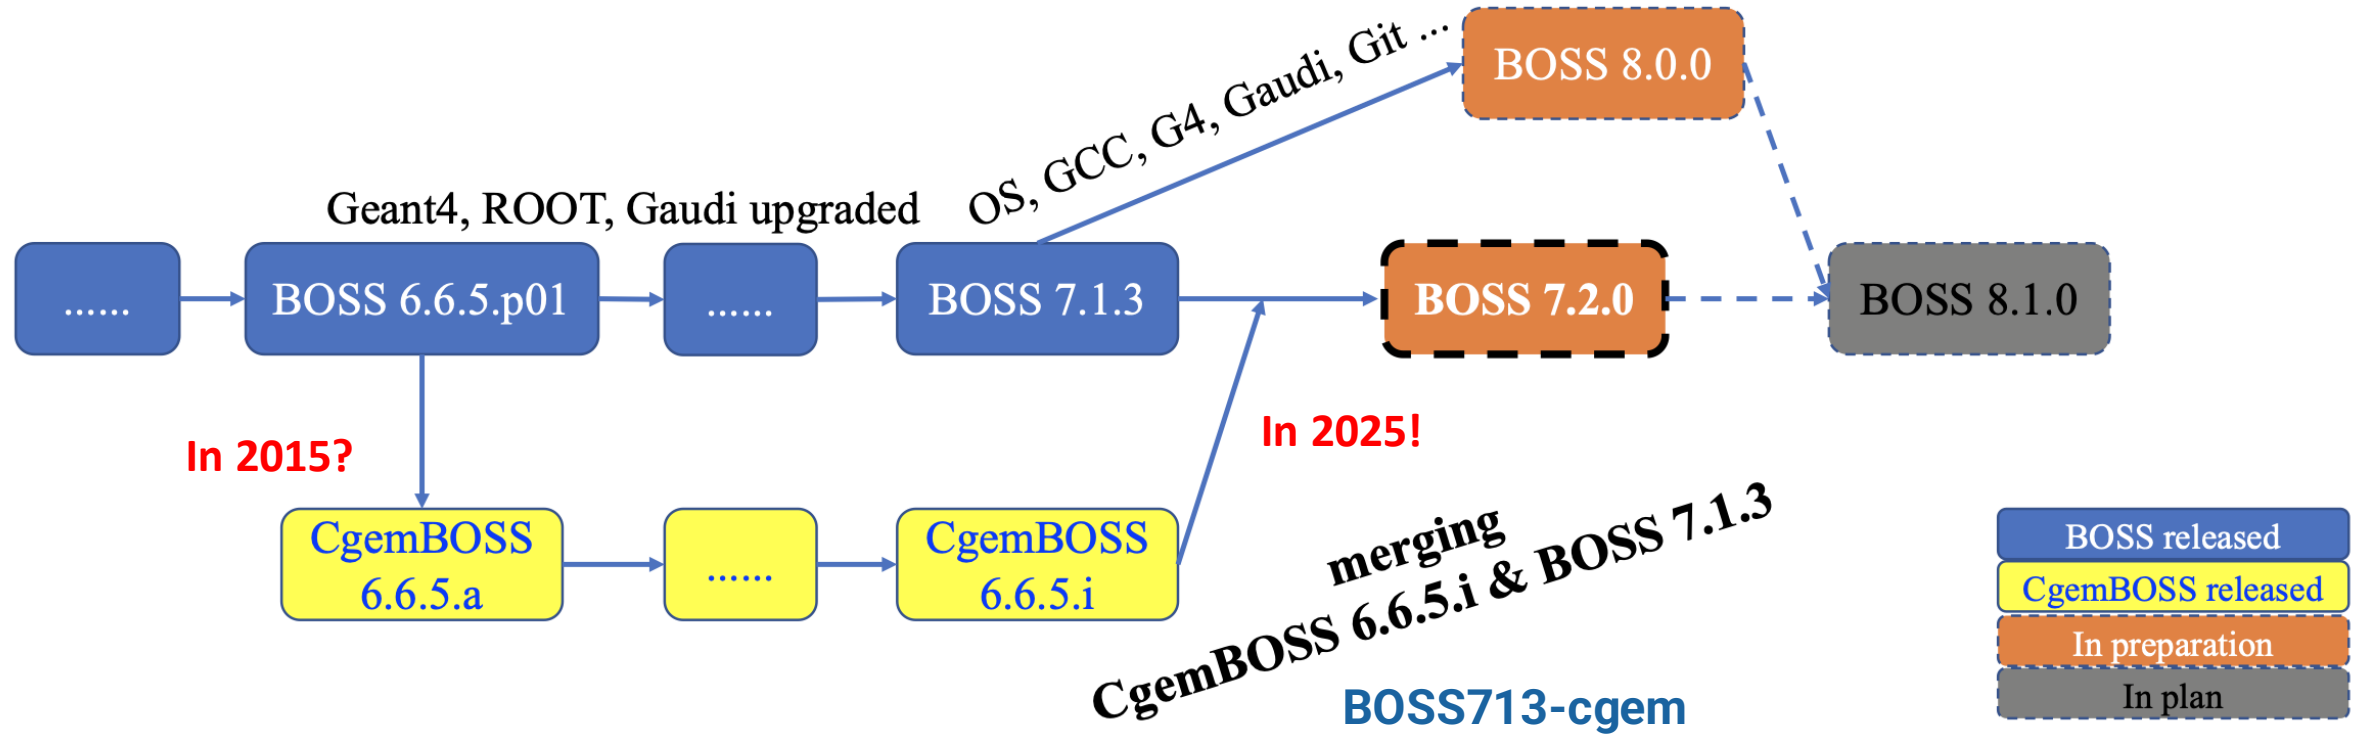 OS, GCC, G4, Gaudi, Git ...
BOSS 8.0.0
Geant4, ROOT, Gaudi upgraded
......
BOSS 6.6.5.p01
......
BOSS 7.1.3
BOSS 7.2.0
BOSS 8.1.0
In 2015?
In 2025!
CgemBOSS
6.6.5.a
......
CgemBOSS
6.6.5.i
merging
CgemBOSS 6.6.5.i & BOSS 7.1.3
BOSS713-cgem
BOSS released
CgemBOSS released
In preparation
In plan